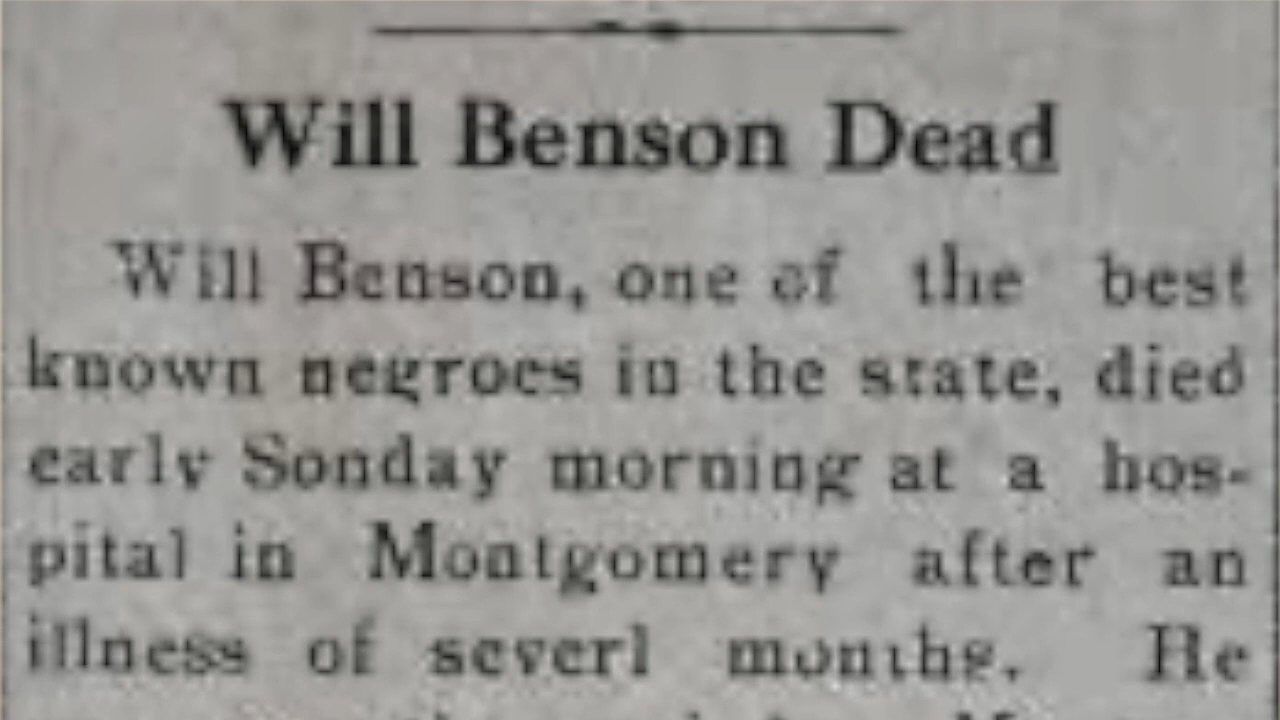 Will Benson Dead
Will Benson, one of the best
known negroes in the state, died
early Sonday morning at a hos-
pital in Montgomery after an
illness of severl months. He